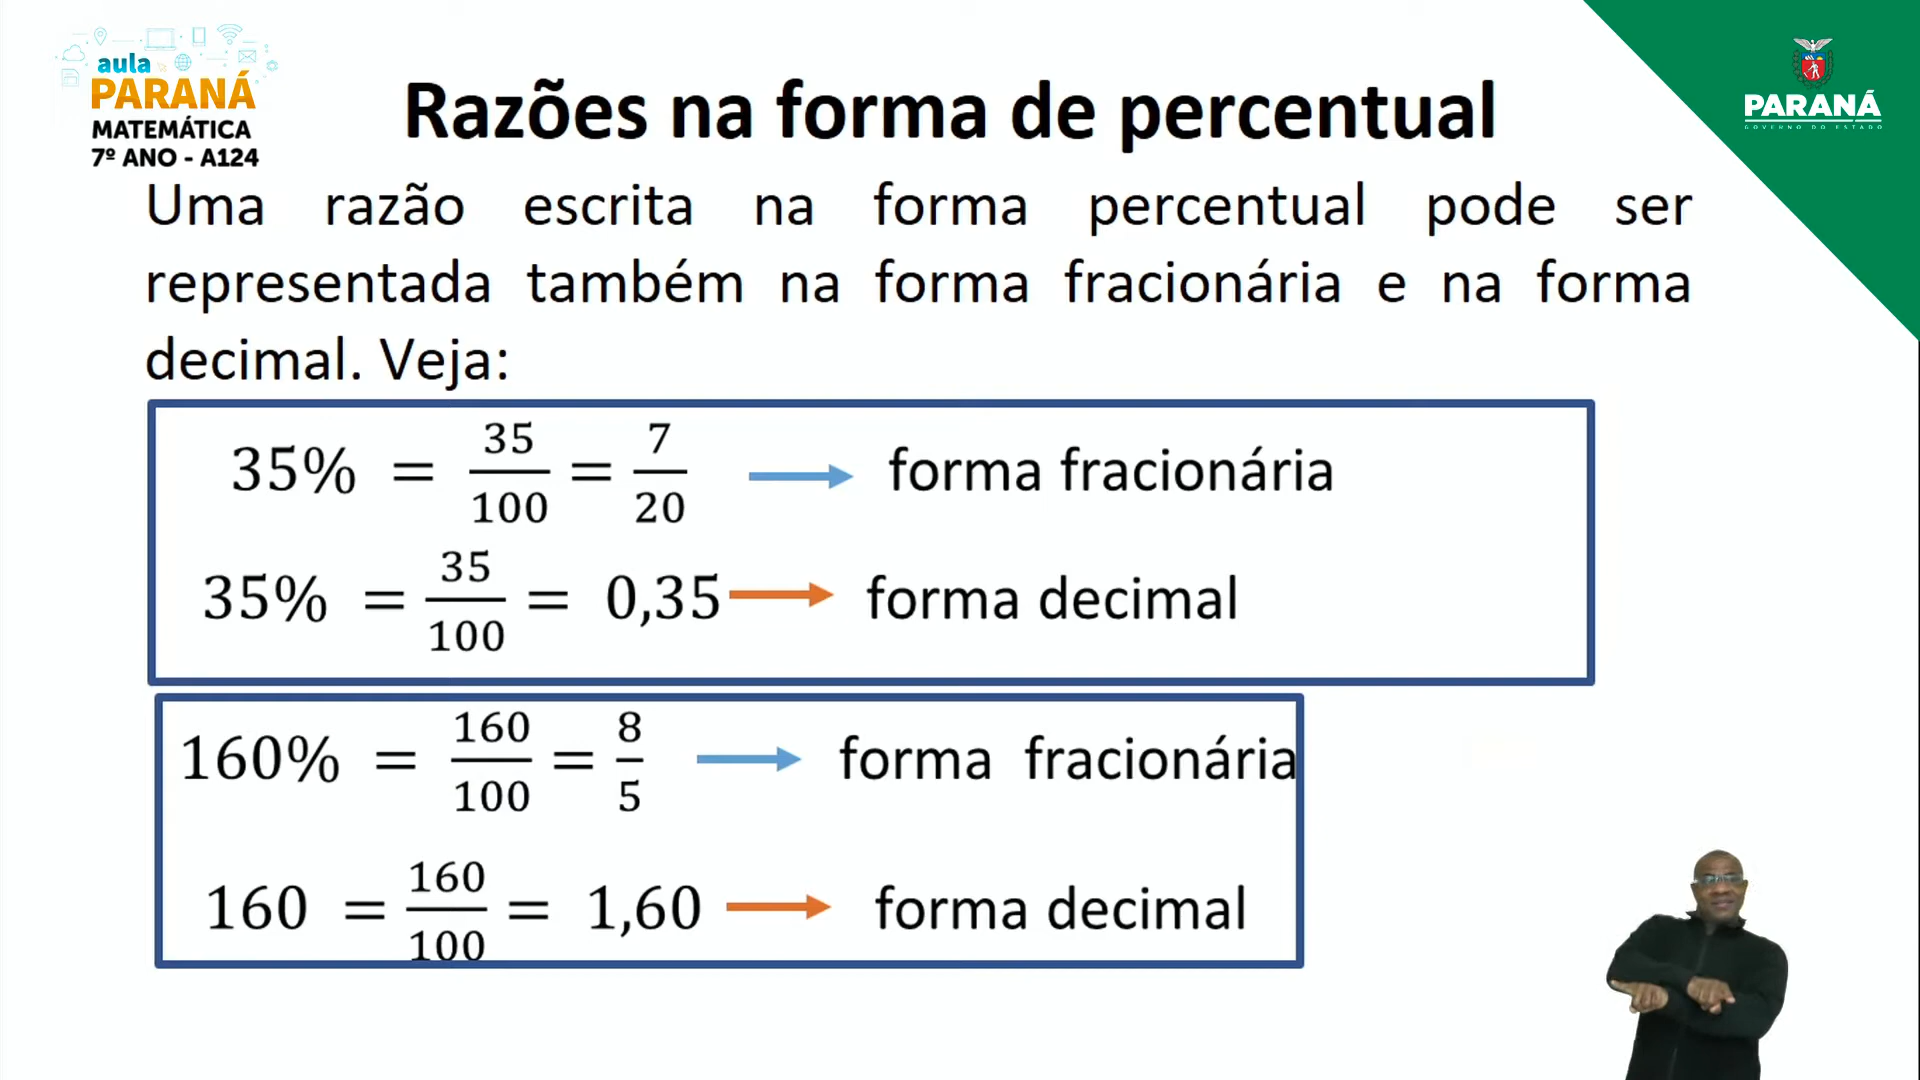 aula
PARANÁ
MATEMÁTICA
7º ANO - A124
PARANÁ
GOVERNO DO ESTADO
Razões na forma de percentual
Uma razão escrita na forma percentual pode ser
representada também na forma fracionária e na forma
decimal. Veja:
35% = 35/100 = 7/20 → forma fracionária
35% = 35/100 = 0,35 → forma decimal
160% = 160/100 = 8/5 → forma fracionária
160 = 160/100 = 1,60 → forma decimal